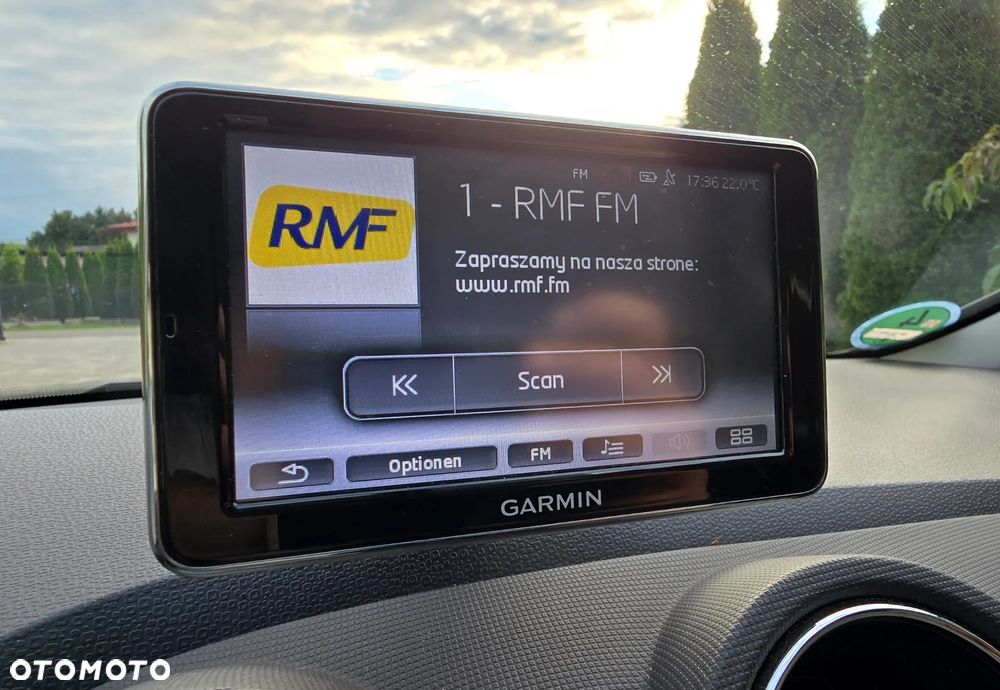 RMF
FM
17:36 22,0°C
1 - RMF FM
Zapraszamy na nasza strone:
www.rmf.fm
Scan
Optionen
FM
GARMIN
OTOMOTO